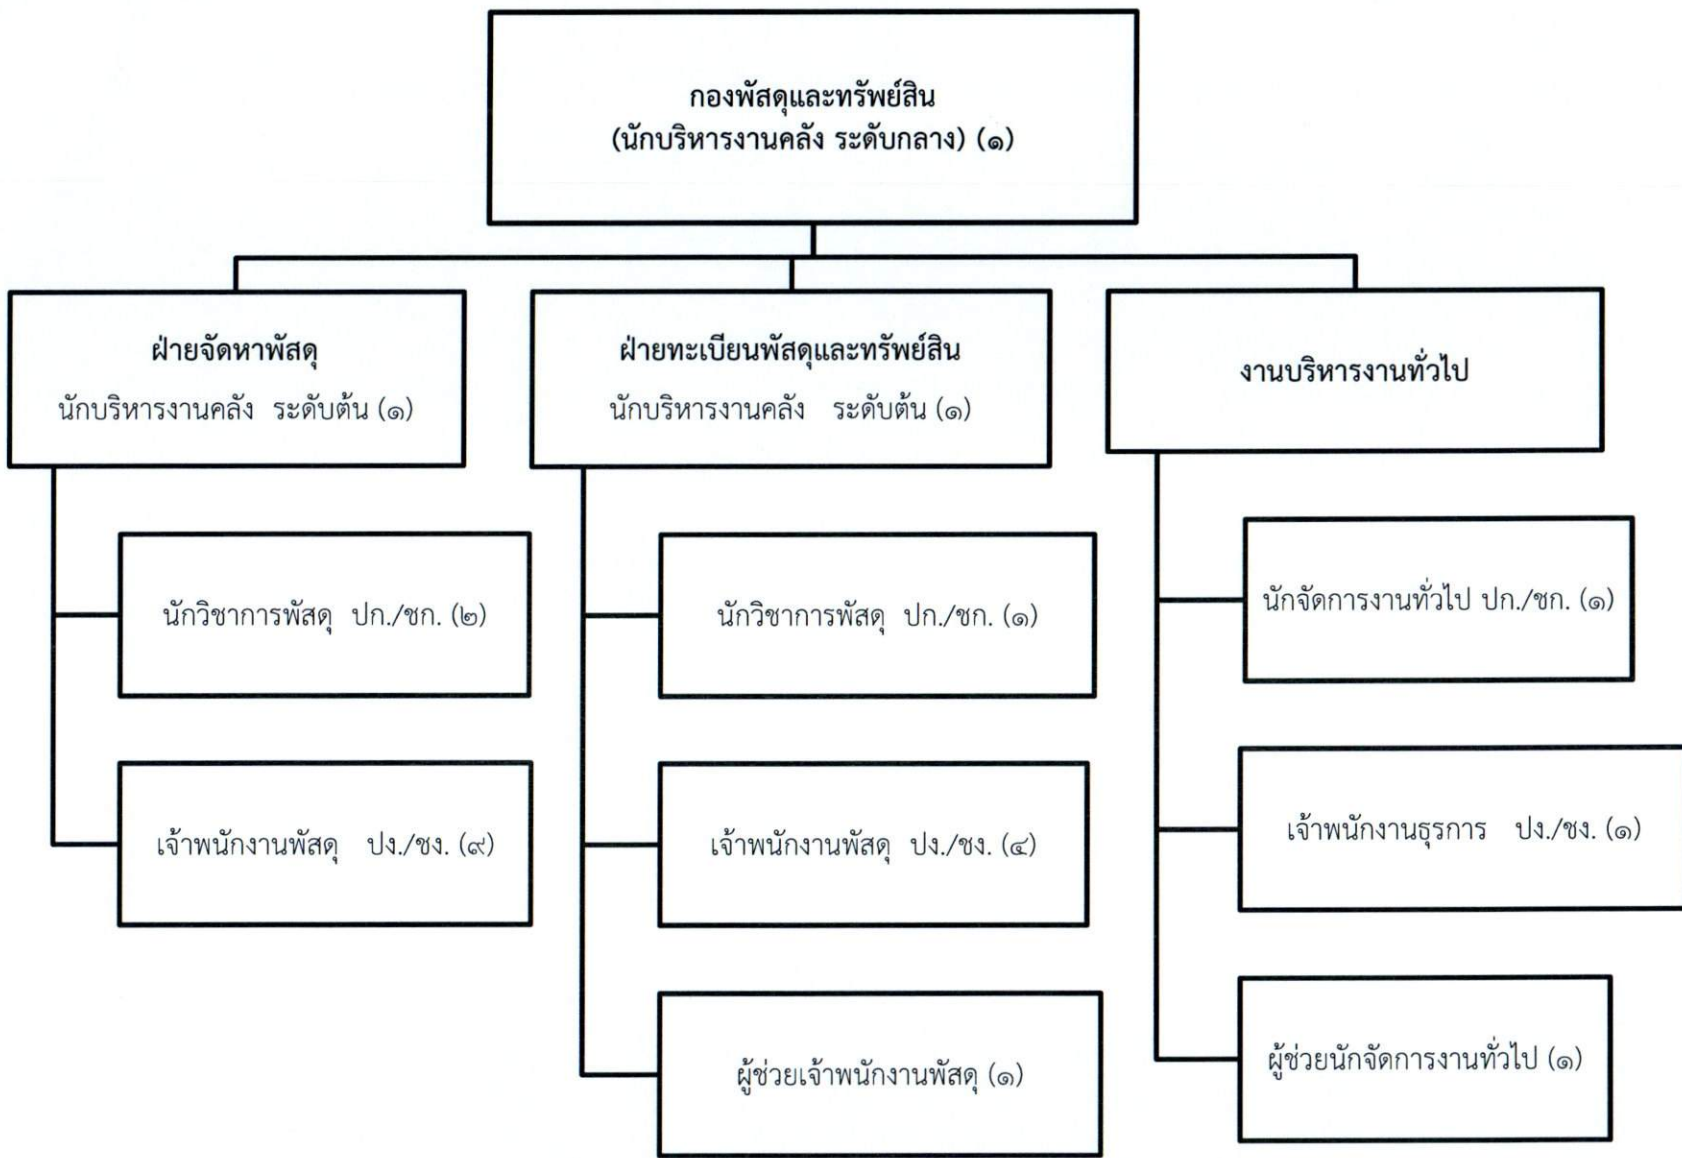 กองพัสดุและทรัพย์สิน
(นักบริหารงานคลัง ระดับกลาง) (๑)
ฝ่ายจัดหาพัสดุ
นักบริหารงานคลัง ระดับต้น (๑)
นักวิชาการพัสดุ ปก./ชก. (๒)
เจ้าพนักงานพัสดุ ปง./ชง. (๙)
ฝ่ายทะเบียนพัสดุและทรัพย์สิน
นักบริหารงานคลัง ระดับต้น (๑)
นักวิชาการพัสดุ ปก./ชก. (๑)
เจ้าพนักงานพัสดุ ปง./ชง. (๔)
ผู้ช่วยเจ้าพนักงานพัสดุ (๑)
งานบริหารงานทั่วไป
นักจัดการงานทั่วไป ปก./ชก. (๑)
เจ้าพนักงานธุรการ ปง./ชง. (๑)
ผู้ช่วยนักจัดการงานทั่วไป (๑)